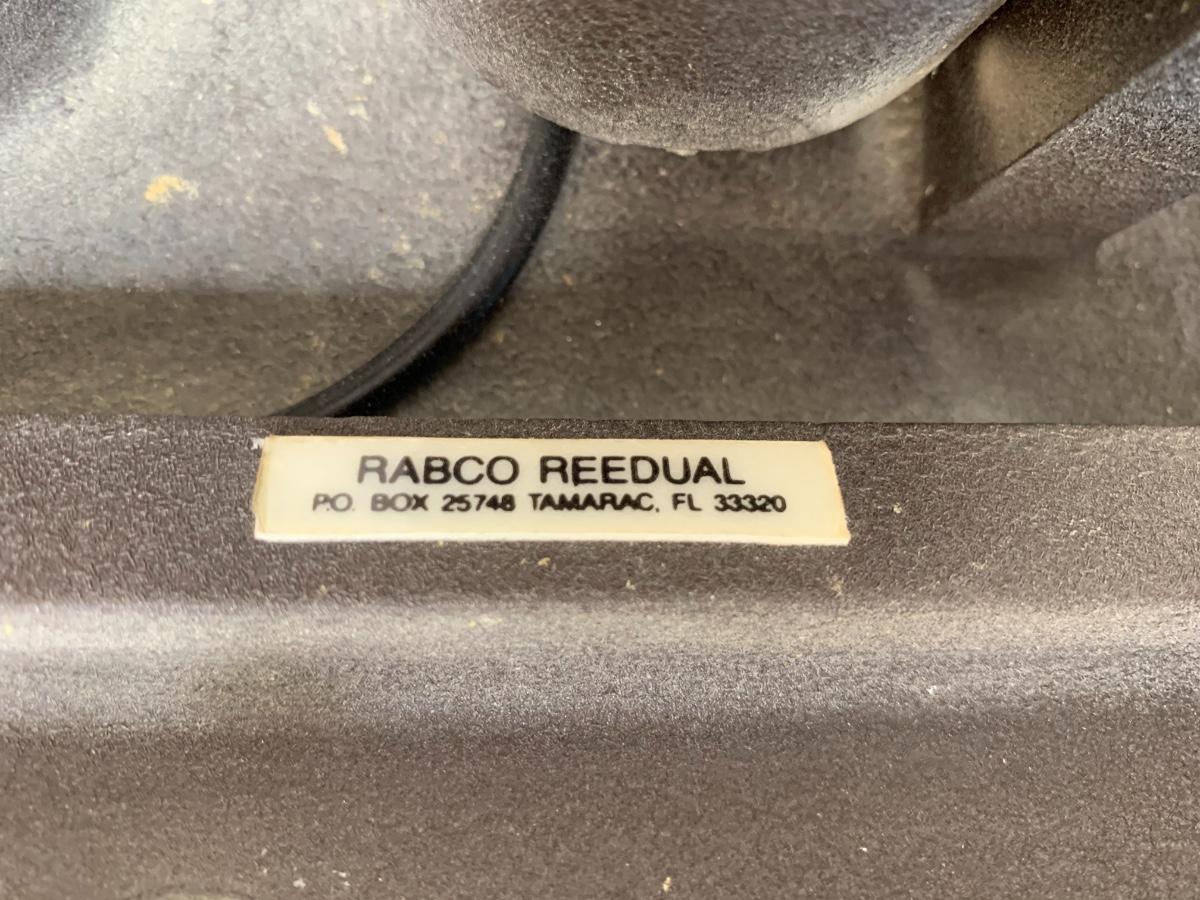 RABCO REEDUAL
P.O. BOX 25748 TAMARAC, FL 33320